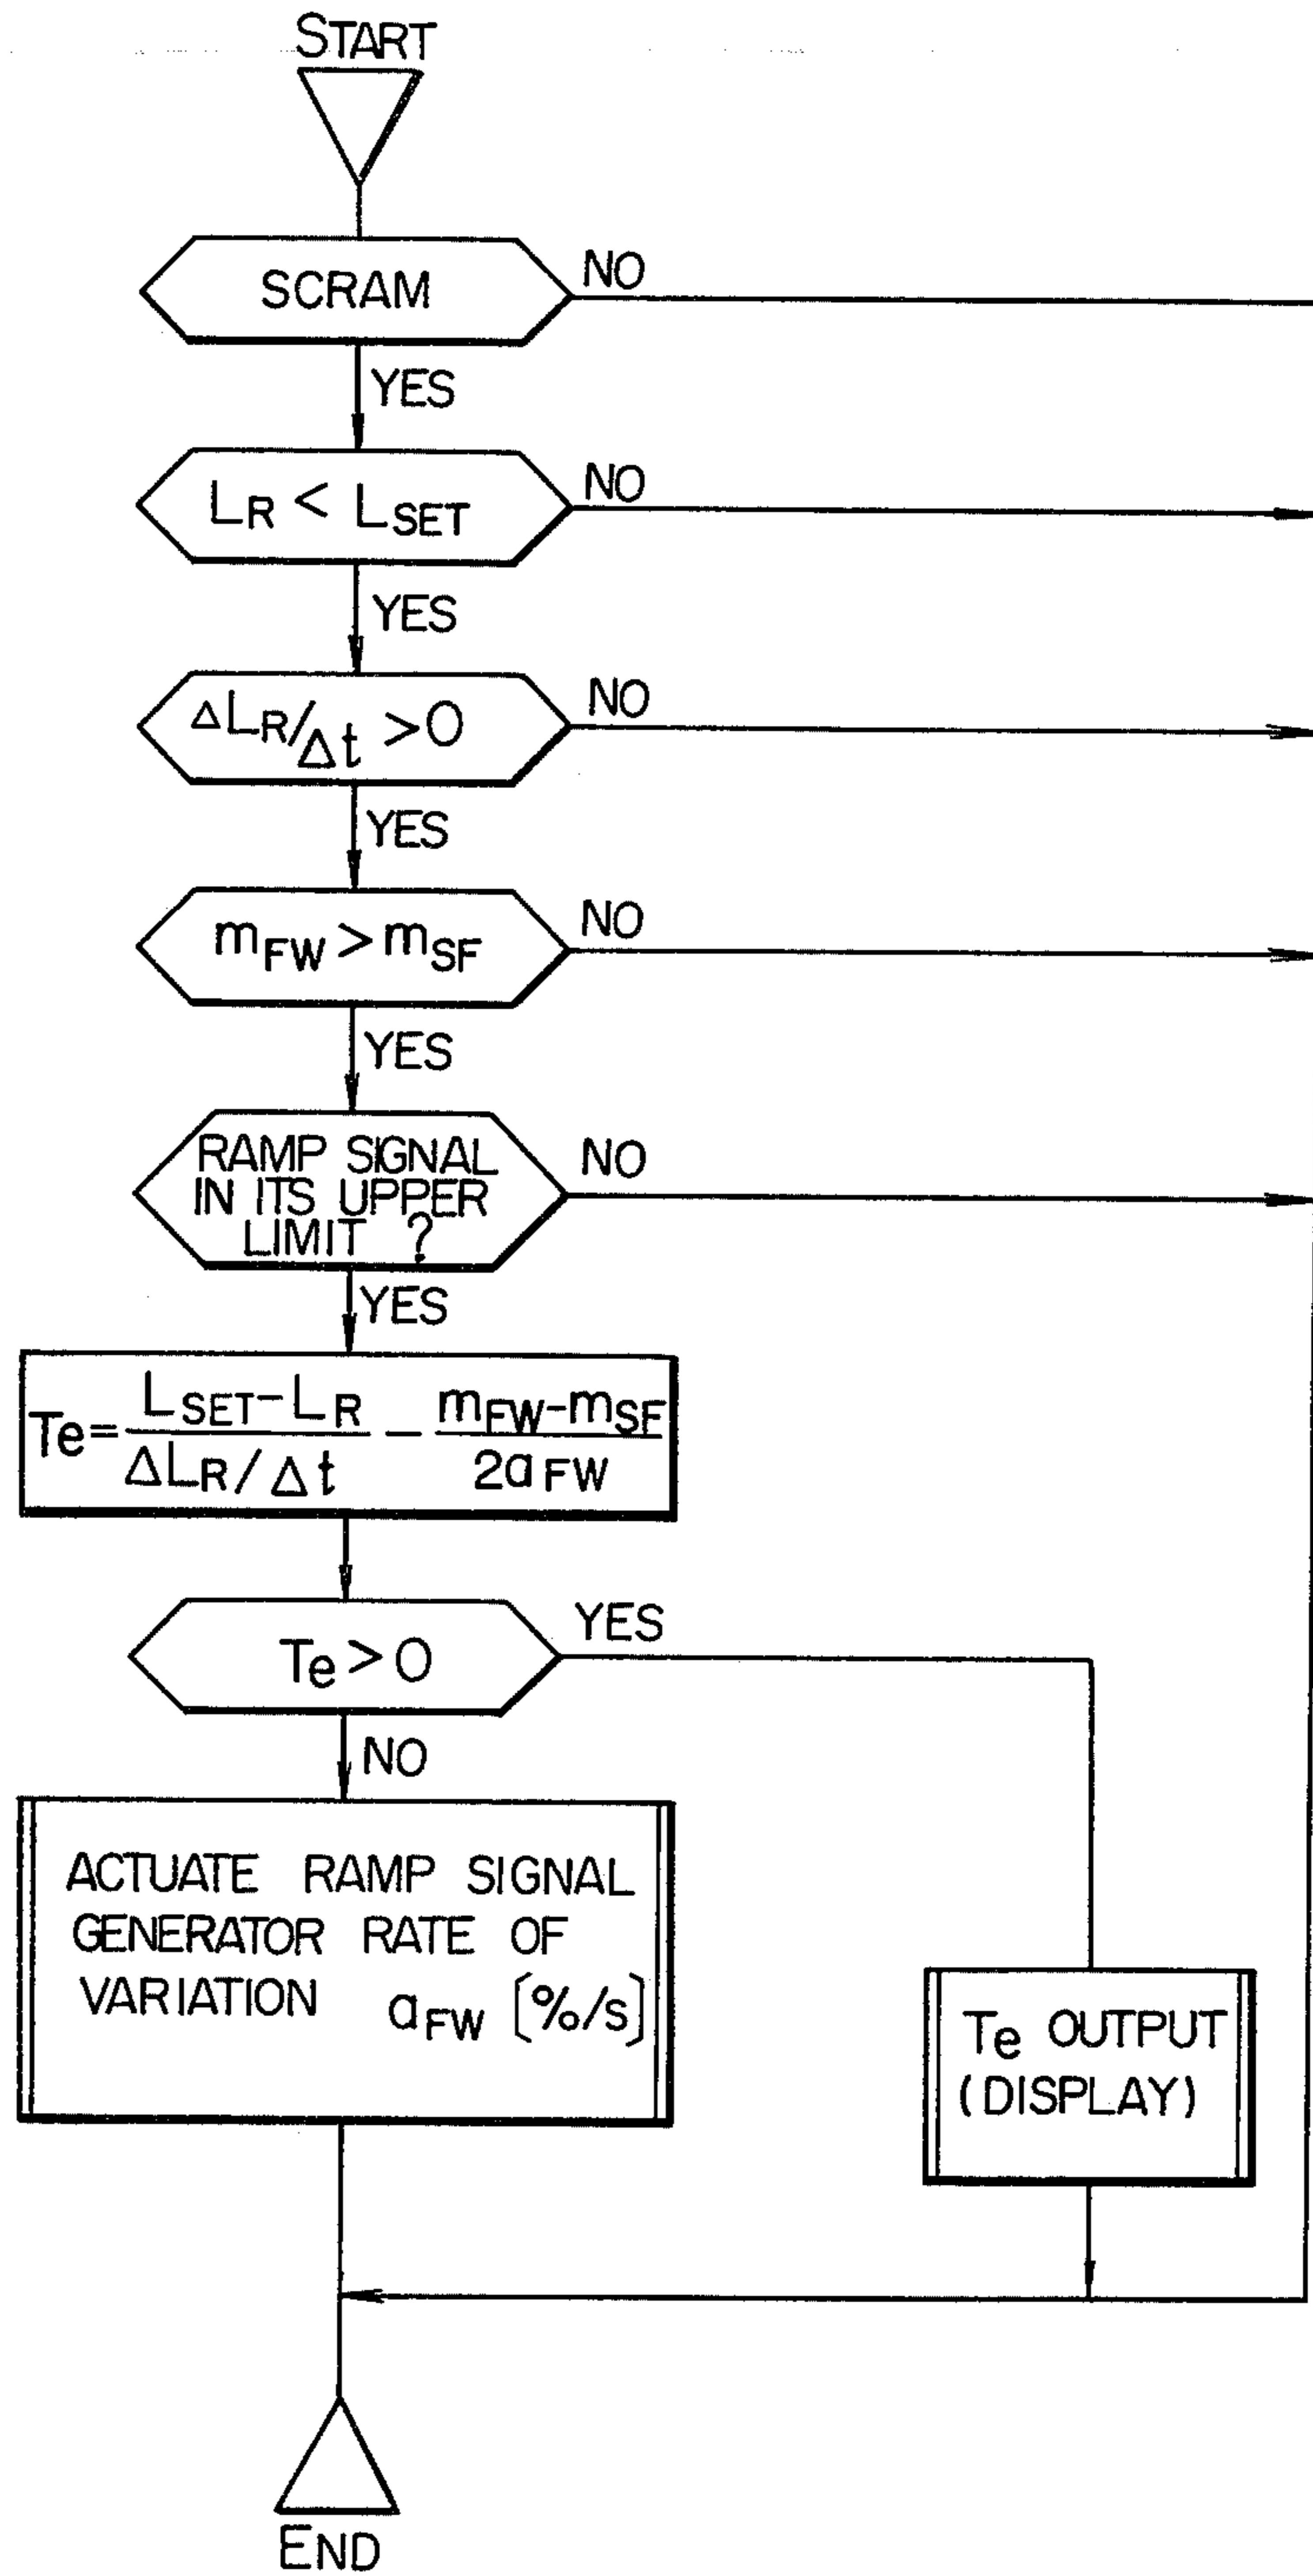 START
SCRAM
NO
YES
LR < LSET
NO
YES
ΔLR/Δt >0
NO
YES
mFW > mSF
NO
YES
RAMP SIGNAL
IN ITS UPPER
LIMIT ?
NO
YES
Te = (LSET-LR)/(ΔLR/Δt) - (mFW-mSF)/(2aFW)
Te > 0
YES
NO
ACTUATE RAMP SIGNAL
GENERATOR RATE OF
VARIATION aFW [%/s]
Te OUTPUT
(DISPLAY)
END